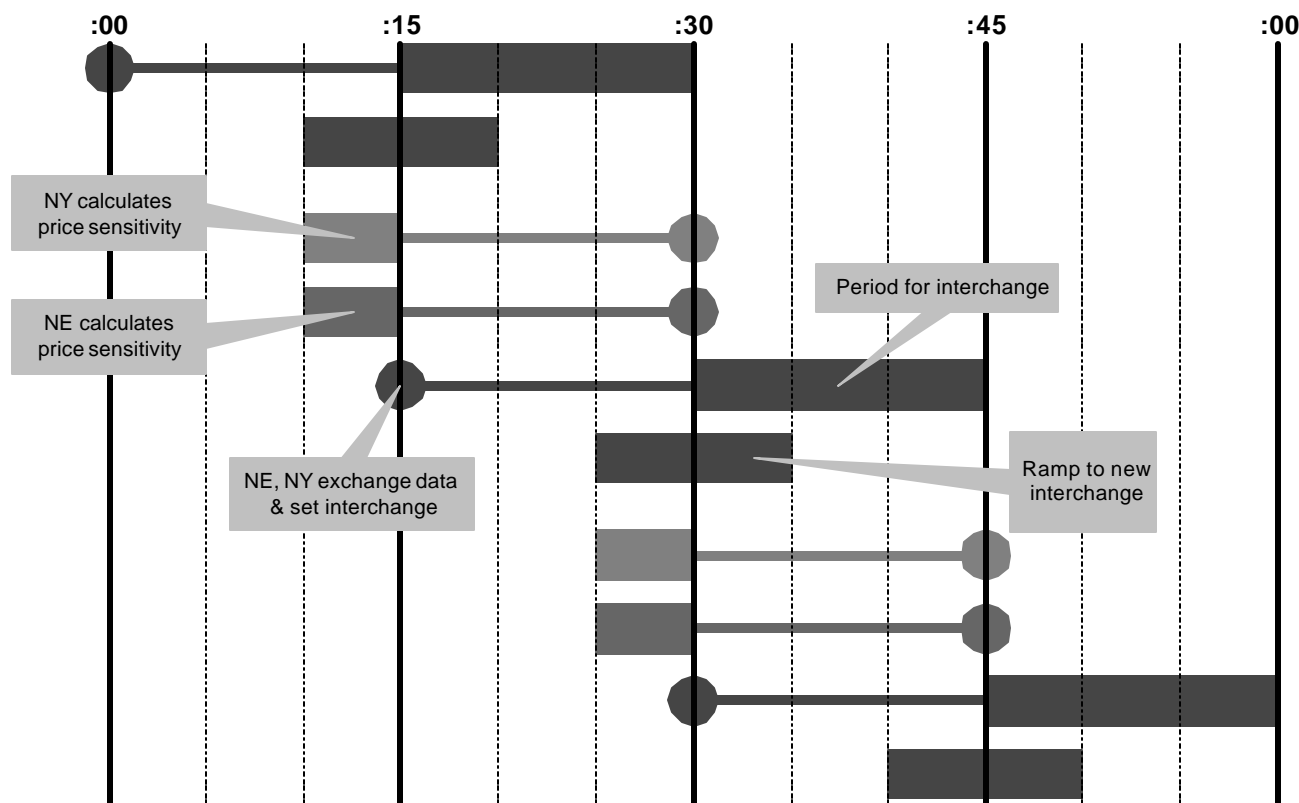 :00 :15 :30 :45 :00
NY calculates
price sensitivity
Period for interchange
NE calculates
price sensitivity
NE, NY exchange data
& set interchange
Ramp to new
interchange